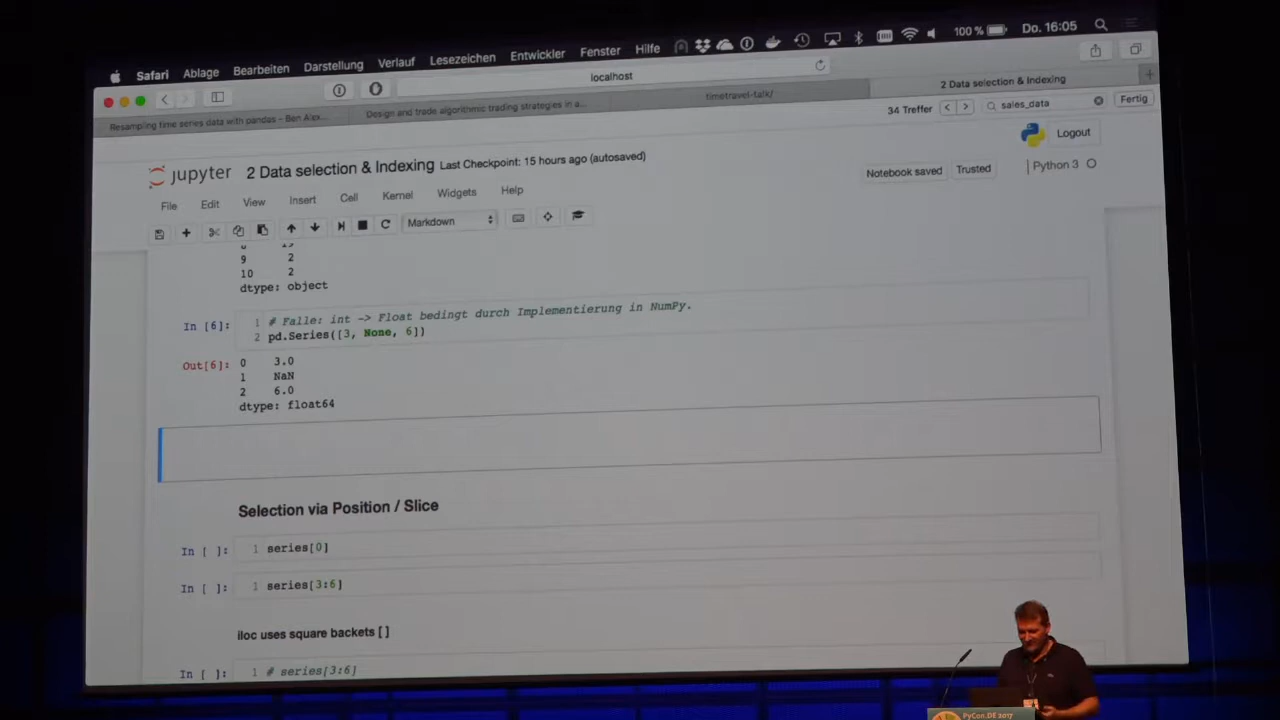 Safari Ablage Bearbeiten Darstellung Verlauf Lesezeichen Entwickler Fenster Hilfe 100 % Do. 16:05
localhost
Resampling time series data with pandas – Ben Alex... Design and trade algorithmic trading strategies in a... timetravel-talk/ 2 Data selection & Indexing
34 Treffer sales_data Fertig
jupyter 2 Data selection & Indexing Last Checkpoint: 15 hours ago (autosaved) Logout
File Edit View Insert Cell Kernel Widgets Help Notebook saved Trusted Python 3
Markdown
9 2
10 2
dtype: object
In [6]: 1 # Falle: int -> Float bedingt durch Implementierung in NumPy.
2 pd.Series([3, None, 6])
Out[6]: 0 3.0
1 NaN
2 6.0
dtype: float64
Selection via Position / Slice
In [ ]: 1 series[0]
In [ ]: 1 series[3:6]
iloc uses square backets [ ]
In [ ]: 1 # series[3:6]
PyCon.DE 2017